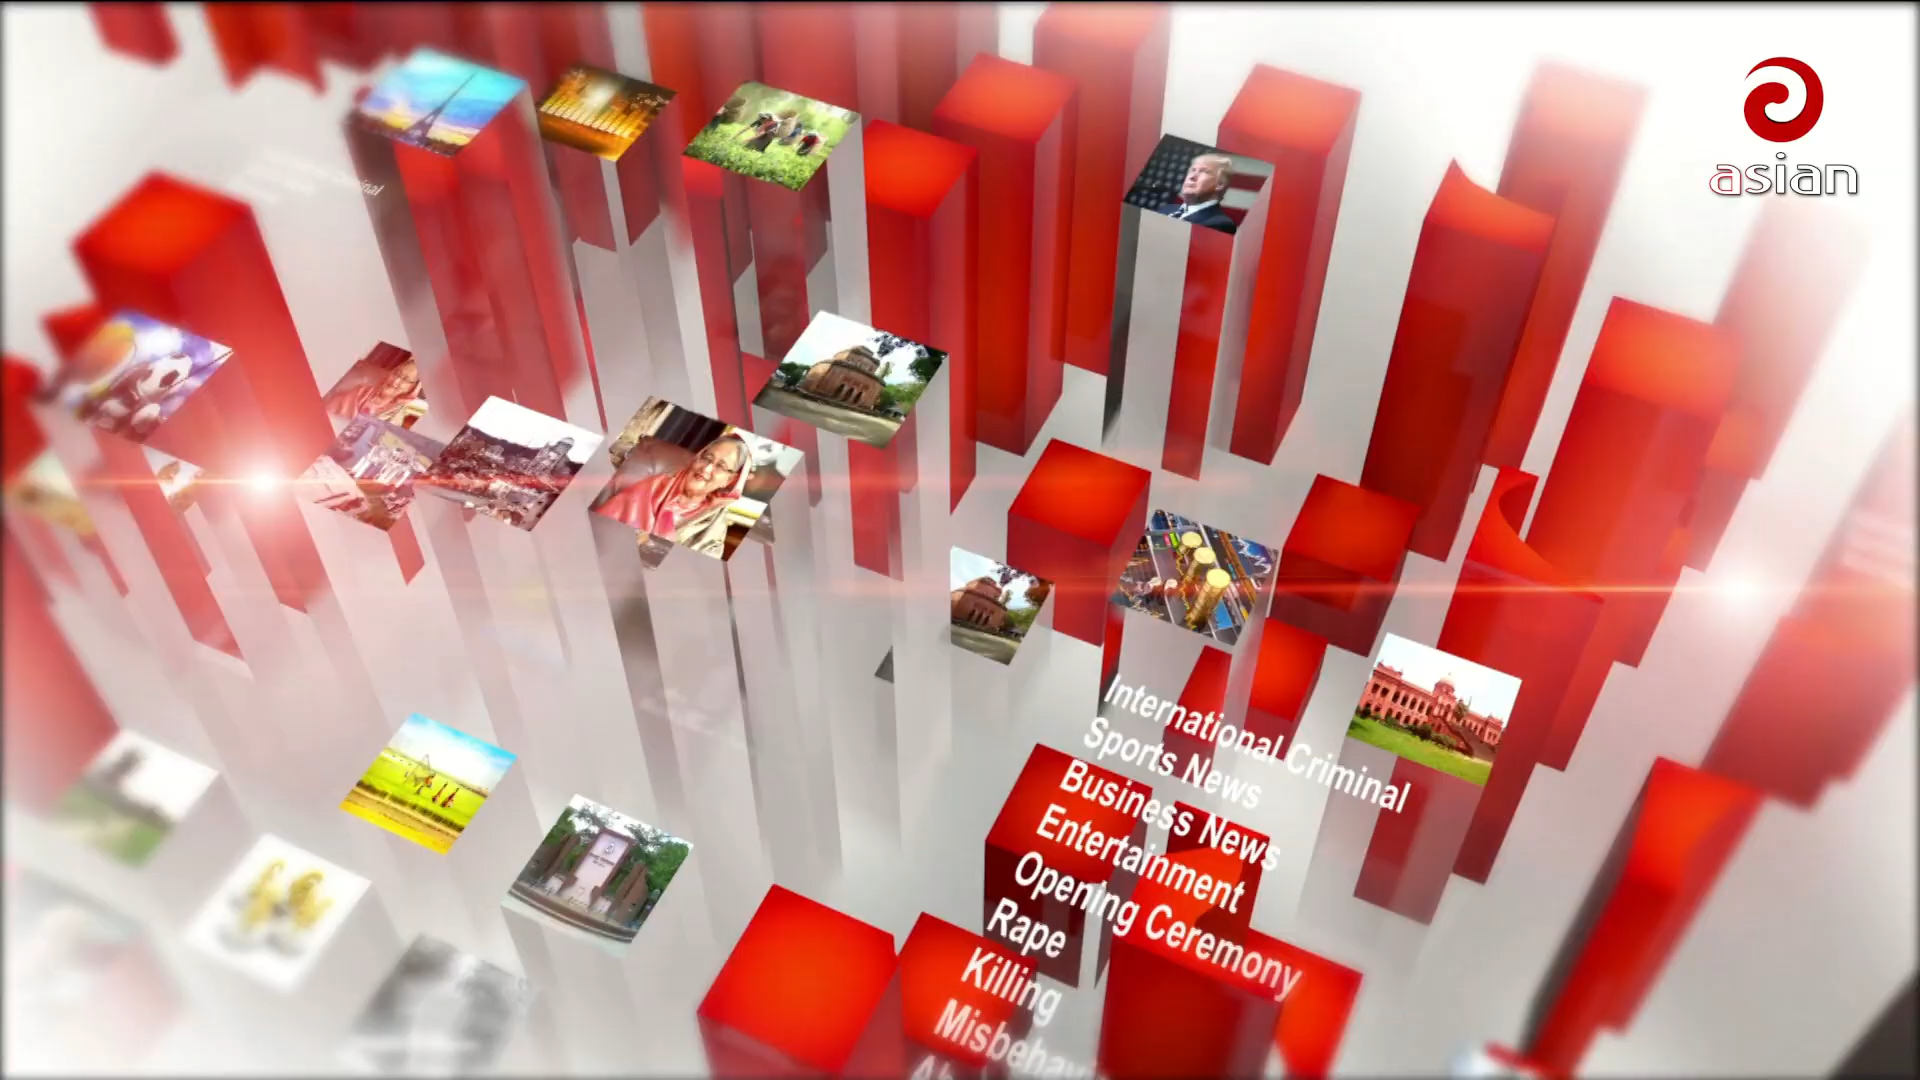 asian
International Criminal
Sports News
Business News
Entertainment
Opening Ceremony
Rape
Killing